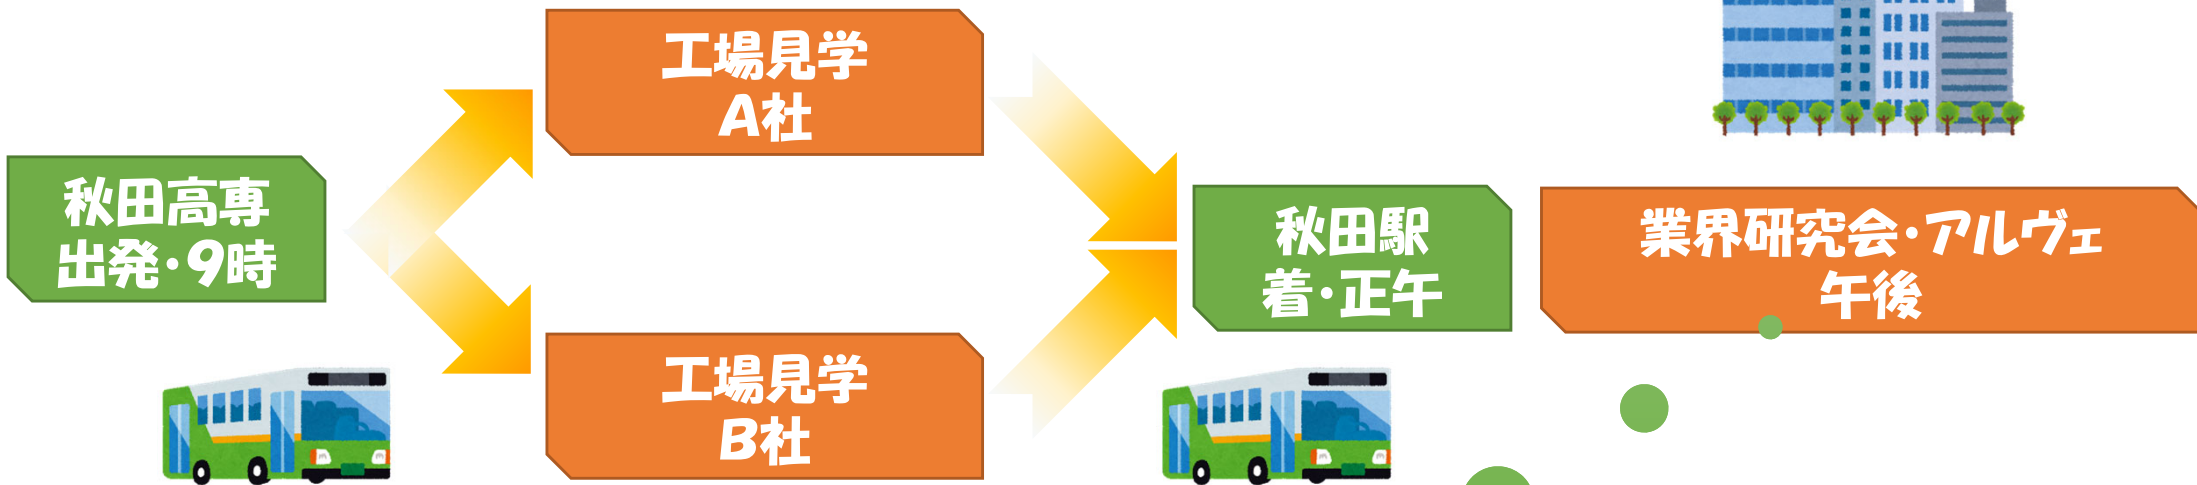 秋田高専
出発・9時
工場見学
A社
工場見学
B社
秋田駅
着・正午
業界研究会・アルヴェ
午後